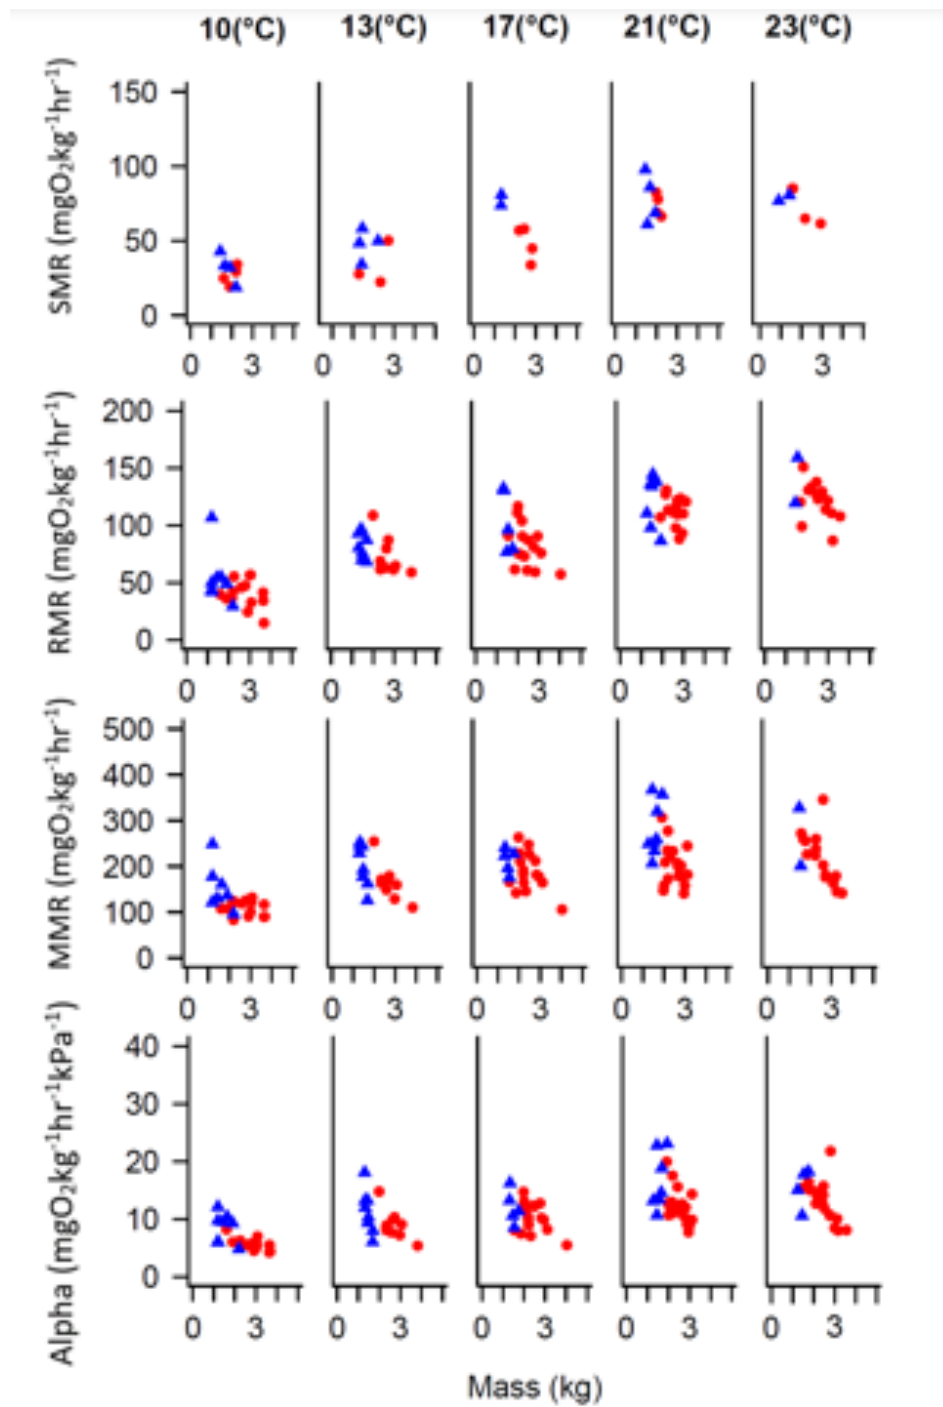 10(°C) 13(°C) 17(°C) 21(°C) 23(°C)
SMR (mgO₂kg⁻¹hr⁻¹)
150
100
50
0
0 3 0 3 0 3 0 3 0 3
RMR (mgO₂kg⁻¹hr⁻¹)
200
150
100
50
0
0 3 0 3 0 3 0 3 0 3
MMR (mgO₂kg⁻¹hr⁻¹)
500
400
300
200
100
0
0 3 0 3 0 3 0 3 0 3
Alpha (mgO₂kg⁻¹hr⁻¹kPa⁻¹)
40
30
20
10
0
0 3 0 3 0 3 0 3 0 3
Mass (kg)